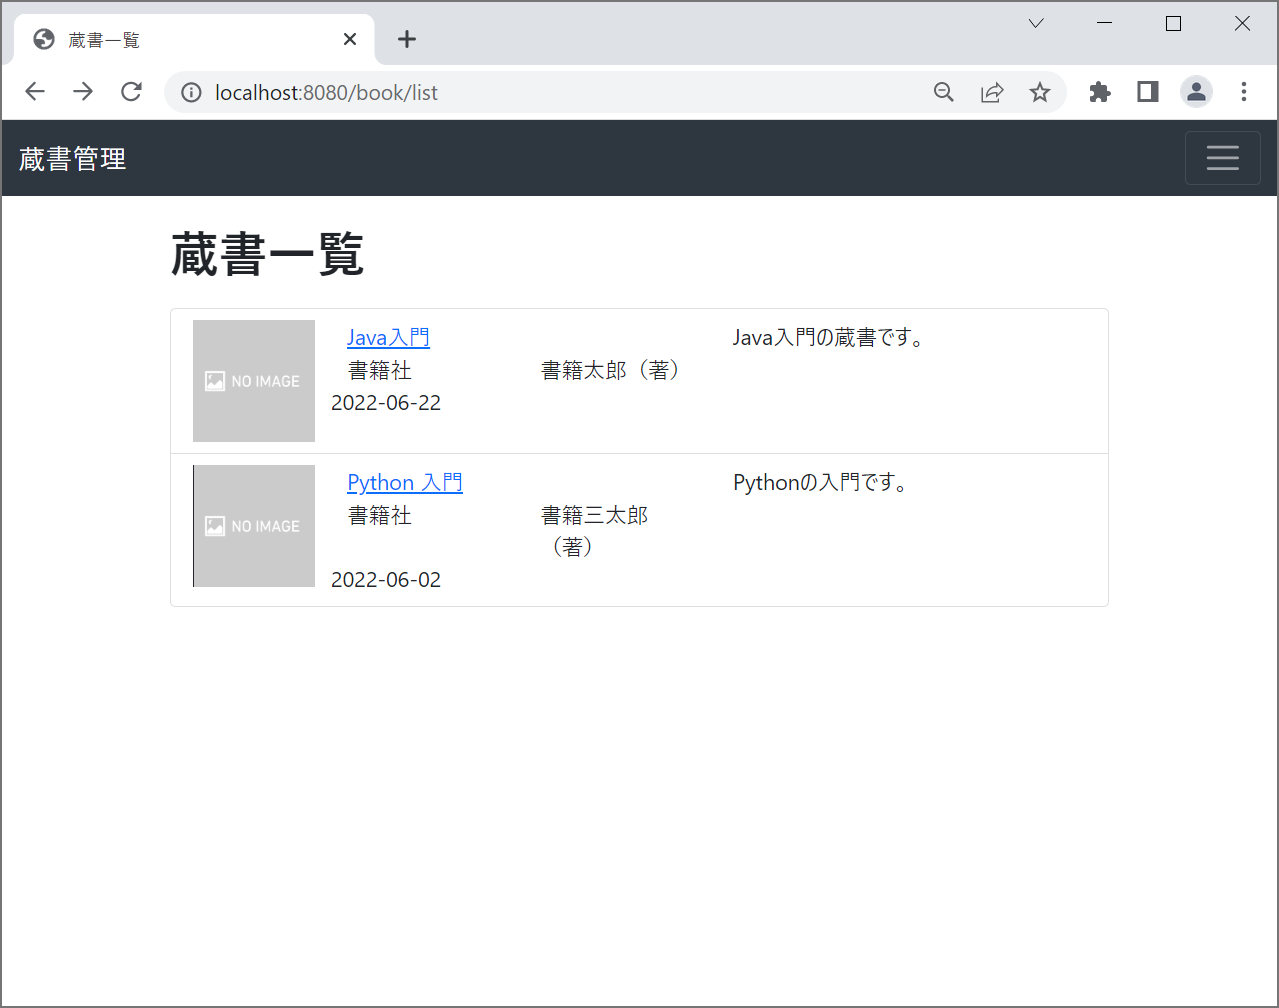 蔵書一覧
localhost:8080/book/list
蔵書管理
蔵書一覧
NO IMAGE
Java入門
Java入門の蔵書です。
書籍社
書籍太郎（著）
2022-06-22
NO IMAGE
Python 入門
Pythonの入門です。
書籍社
書籍三太郎
（著）
2022-06-02